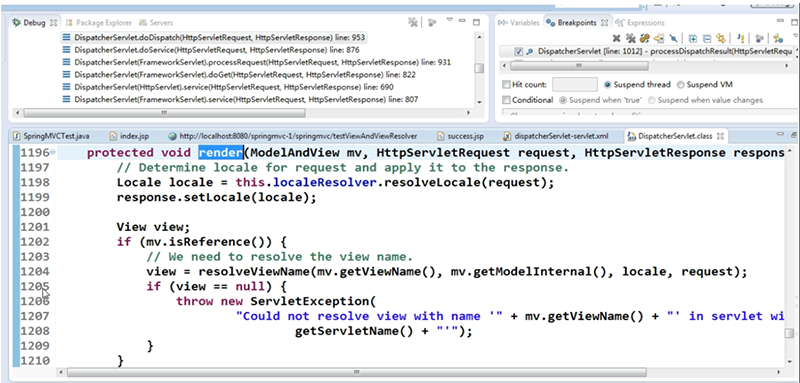 Debug Package Explorer Servers
DispatcherServlet.doDispatch(HttpServletRequest, HttpServletResponse) line: 953
DispatcherServlet.doService(HttpServletRequest, HttpServletResponse) line: 876
DispatcherServlet(FrameworkServlet).processRequest(HttpServletRequest, HttpServletResponse) line: 931
DispatcherServlet(FrameworkServlet).doGet(HttpServletRequest, HttpServletResponse) line: 822
DispatcherServlet(HttpServlet).service(HttpServletRequest, HttpServletResponse) line: 690
DispatcherServlet(FrameworkServlet).service(HttpServletRequest, HttpServletResponse) line: 807
Variables Breakpoints Expressions
DispatcherServlet [line: 1012] - processDispatchResult(HttpServletRequ
Hit count: Suspend thread Suspend VM
Conditional Suspend when 'true' Suspend when value changes
SpringMVCTest.java index.jsp http://localhost:8080/springmvc-1/springmvc/testViewAndViewResolver success.jsp dispatcherServlet-servlet.xml DispatcherServlet.class
1196 protected void render(ModelAndView mv, HttpServletRequest request, HttpServletResponse respons
1197 // Determine locale for request and apply it to the response.
1198 Locale locale = this.localeResolver.resolveLocale(request);
1199 response.setLocale(locale);
1200
1201 View view;
1202 if (mv.isReference()) {
1203 // We need to resolve the view name.
1204 view = resolveViewName(mv.getViewName(), mv.getModelInternal(), locale, request);
1205 if (view == null) {
1206 throw new ServletException(
1207 "Could not resolve view with name '" + mv.getViewName() + "' in servlet wi
1208 getServletName() + "'");
1209 }
1210 }